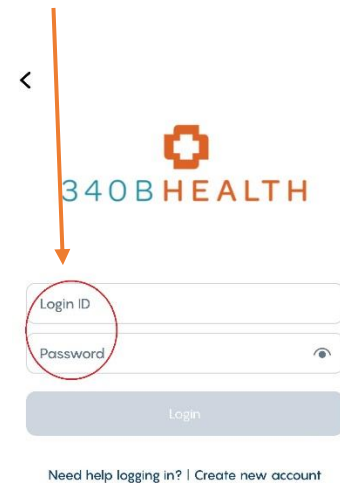 340BHEALTH
Login ID
Password
Login
Need help logging in? | Create new account